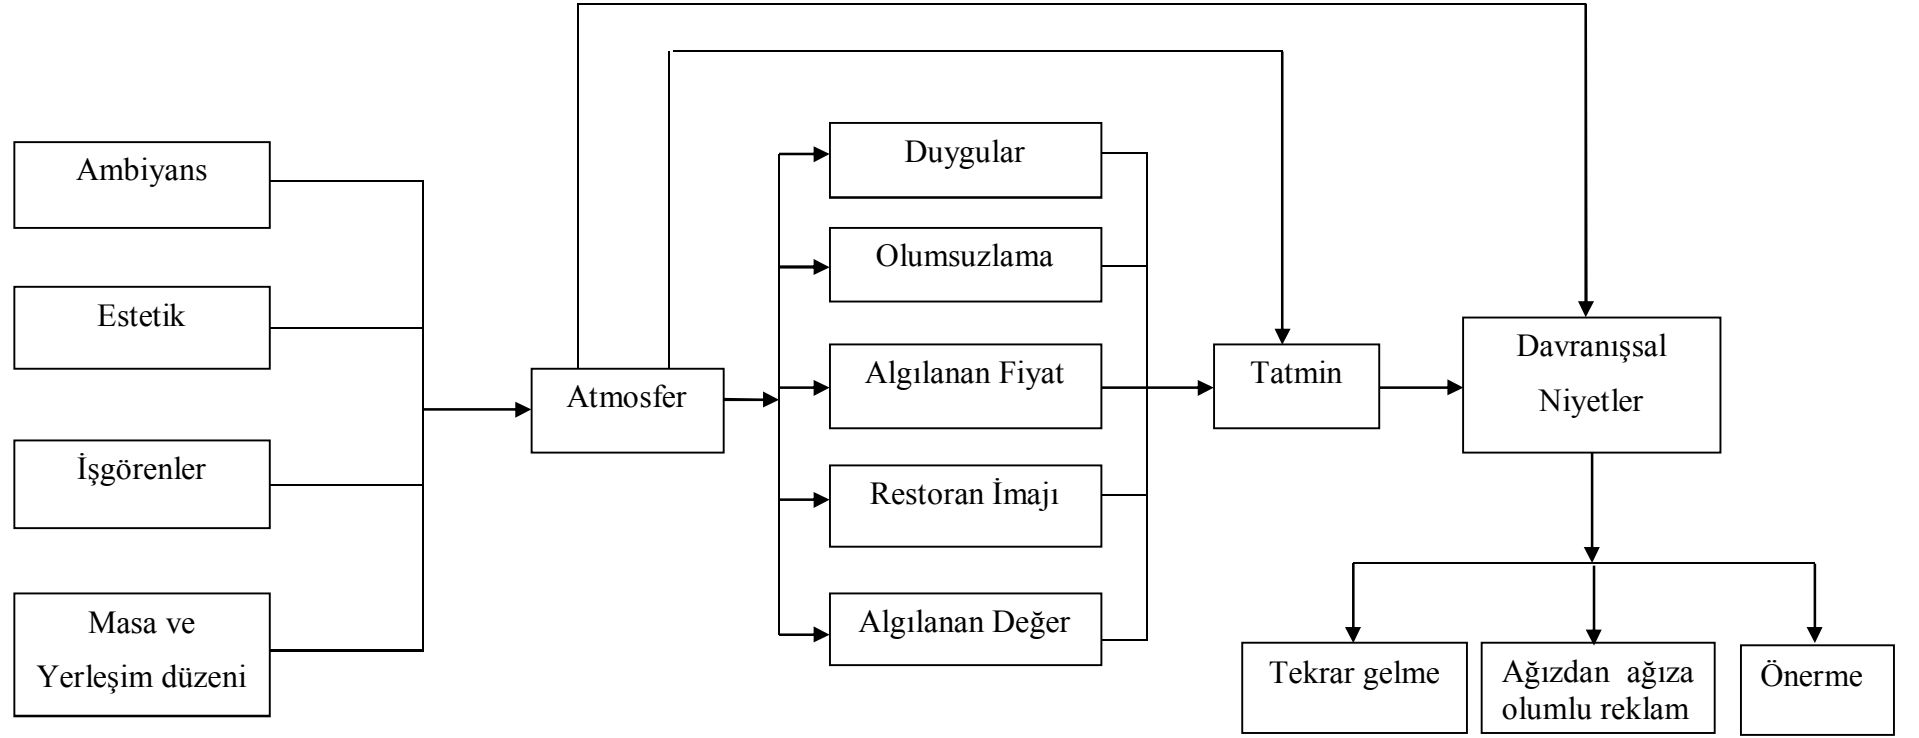 Ambiyans
Estetik
İşgörenler
Masa ve
Yerleşim düzeni
Atmosfer
Duygular
Olumsuzlama
Algılanan Fiyat
Restoran İmajı
Algılanan Değer
Tatmin
Davranışsal
Niyetler
Tekrar gelme
Ağızdan ağıza
olumlu reklam
Önerme